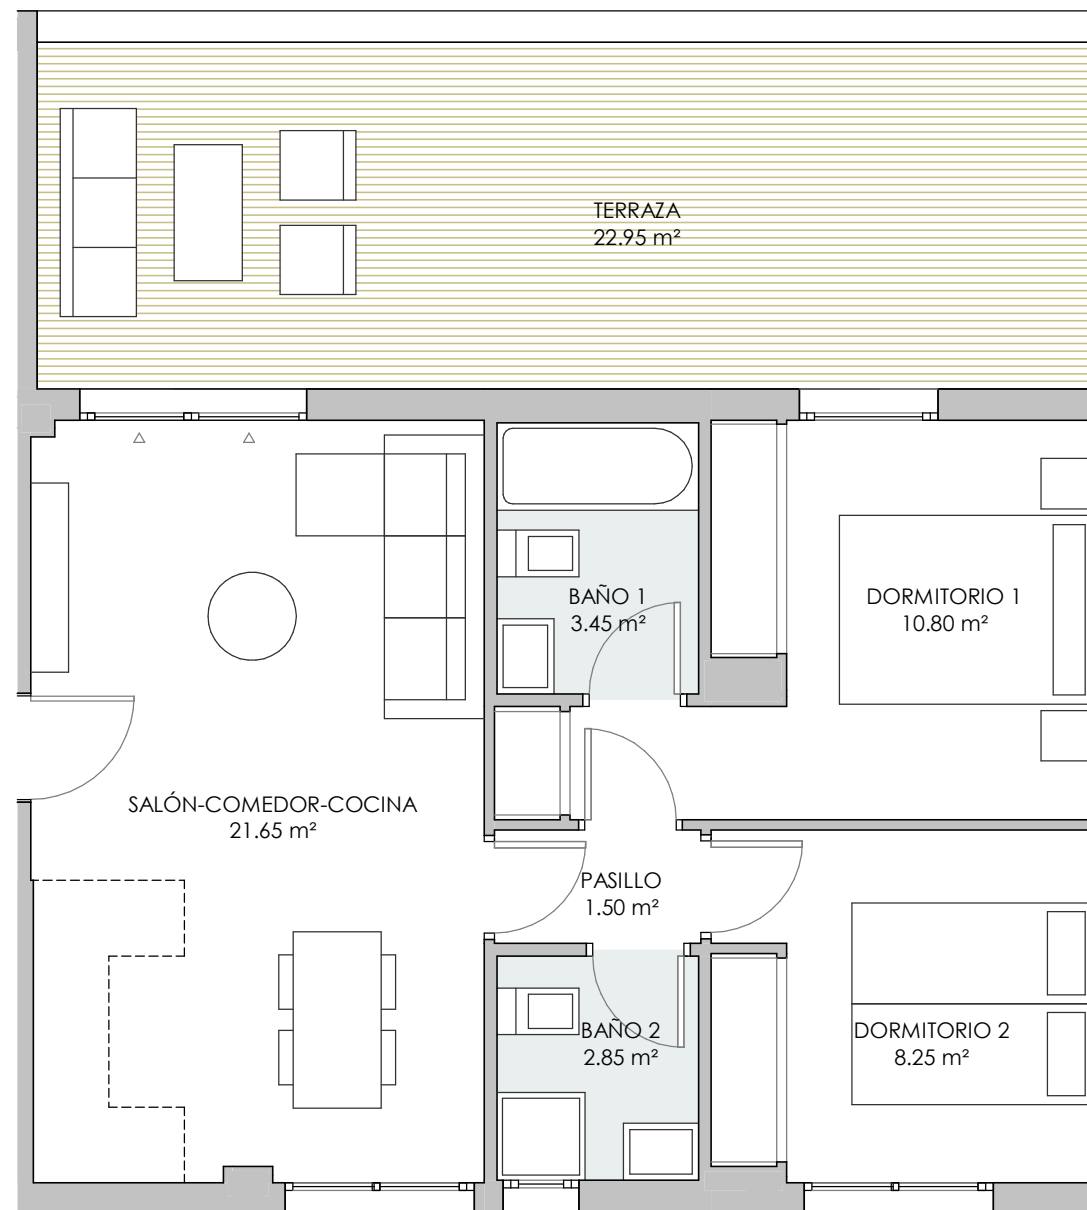 TERRAZA
22.95 m²
BAÑO 1
3.45 m²
DORMITORIO 1
10.80 m²
SALÓN-COMEDOR-COCINA
21.65 m²
PASILLO
1.50 m²
BAÑO 2
2.85 m²
DORMITORIO 2
8.25 m²